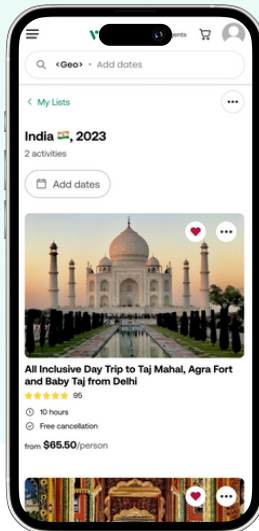 <Geo> • Add dates
My Lists
India 🇮🇳, 2023
2 activities
Add dates
All Inclusive Day Trip to Taj Mahal, Agra Fort
and Baby Taj from Delhi
95
10 hours
Free cancellation
from $65.50/person